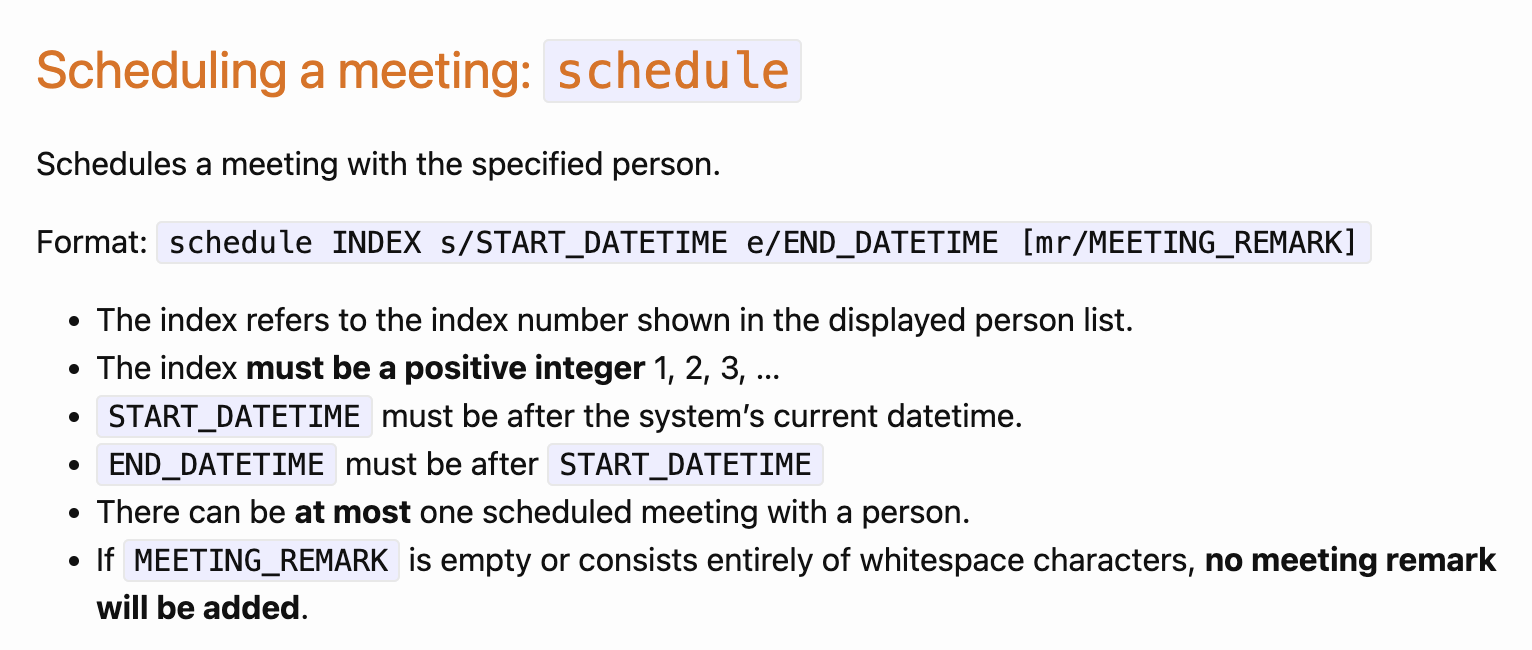 Scheduling a meeting: schedule
Schedules a meeting with the specified person.
Format: schedule INDEX s/START_DATETIME e/END_DATETIME [mr/MEETING_REMARK]
• The index refers to the index number shown in the displayed person list.
• The index must be a positive integer 1, 2, 3, …
• START_DATETIME must be after the system’s current datetime.
• END_DATETIME must be after START_DATETIME
• There can be at most one scheduled meeting with a person.
• If MEETING_REMARK is empty or consists entirely of whitespace characters, no meeting remark
will be added.